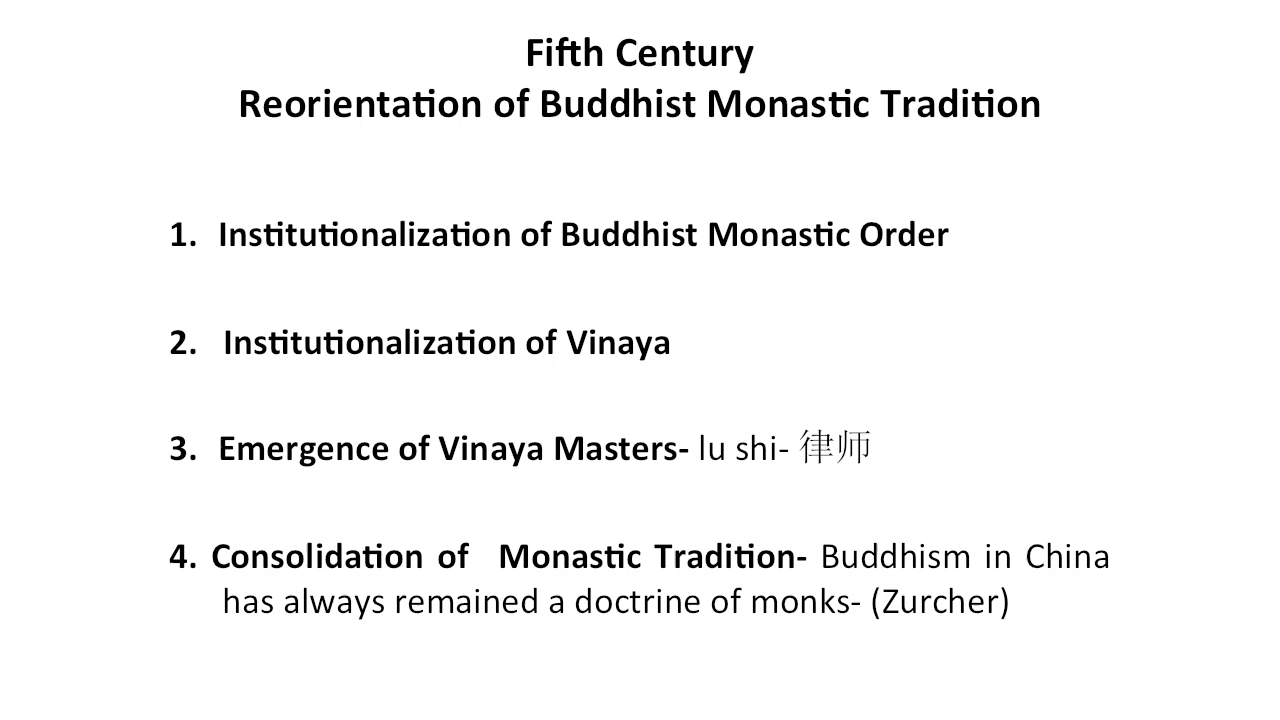 Fifth Century
Reorientation of Buddhist Monastic Tradition
1. Institutionalization of Buddhist Monastic Order
2. Institutionalization of Vinaya
3. Emergence of Vinaya Masters- lu shi- 律师
4. Consolidation of Monastic Tradition- Buddhism in China
has always remained a doctrine of monks- (Zurcher)